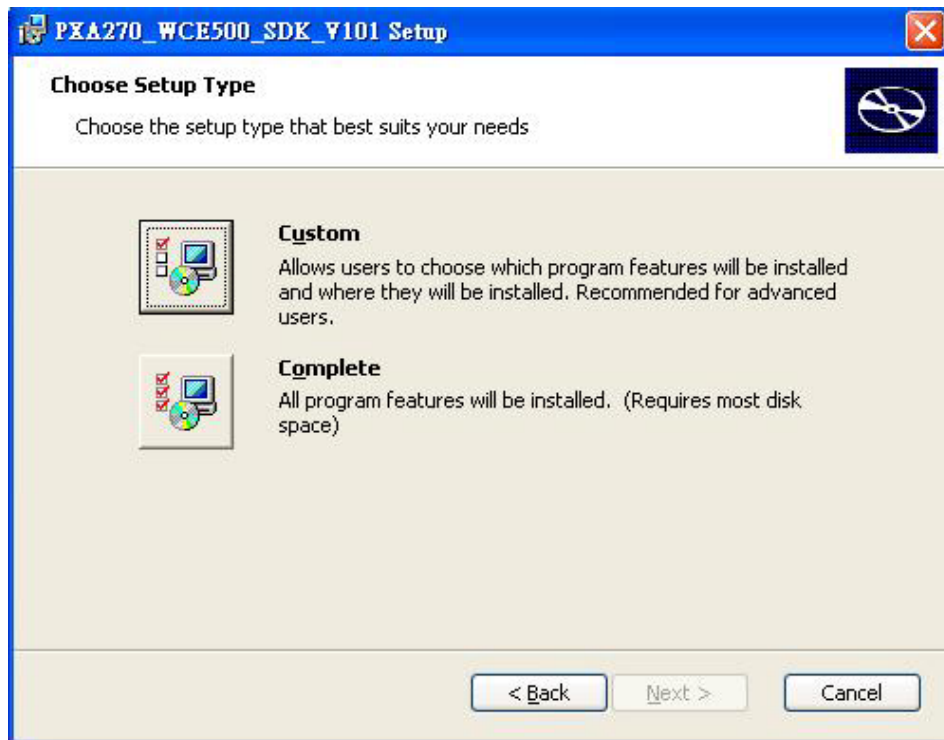 PXA270_WCE500_SDK_V101 Setup
Choose Setup Type
Choose the setup type that best suits your needs
Custom
Allows users to choose which program features will be installed
and where they will be installed. Recommended for advanced
users.
Complete
All program features will be installed. (Requires most disk
space)
< Back
Next >
Cancel